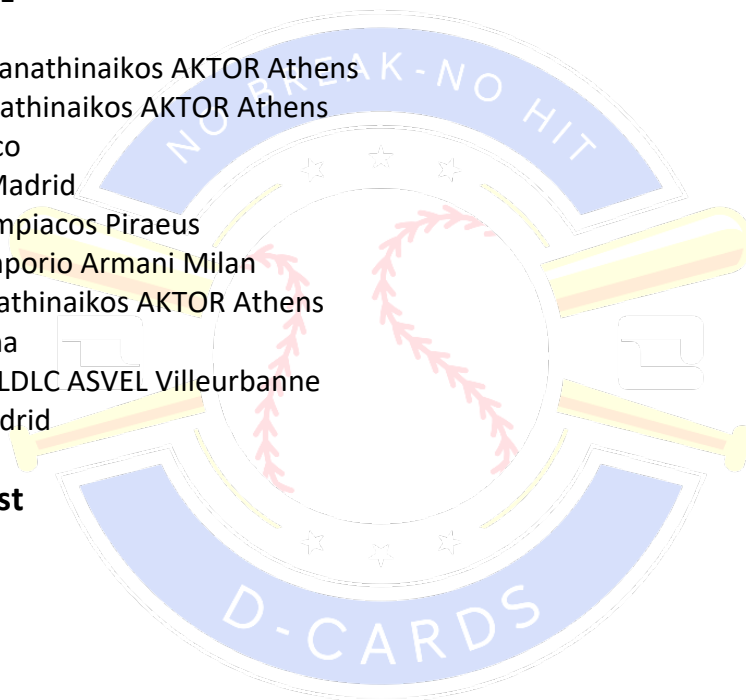 anathinaikos AKTOR Athens
athinaikos AKTOR Athens
co
Madrid
mpiacos Piraeus
porio Armani Milan
athinaikos AKTOR Athens
na
LDLC ASVEL Villeurbanne
drid
st
NO BREAK-NO HIT
D-CARDS